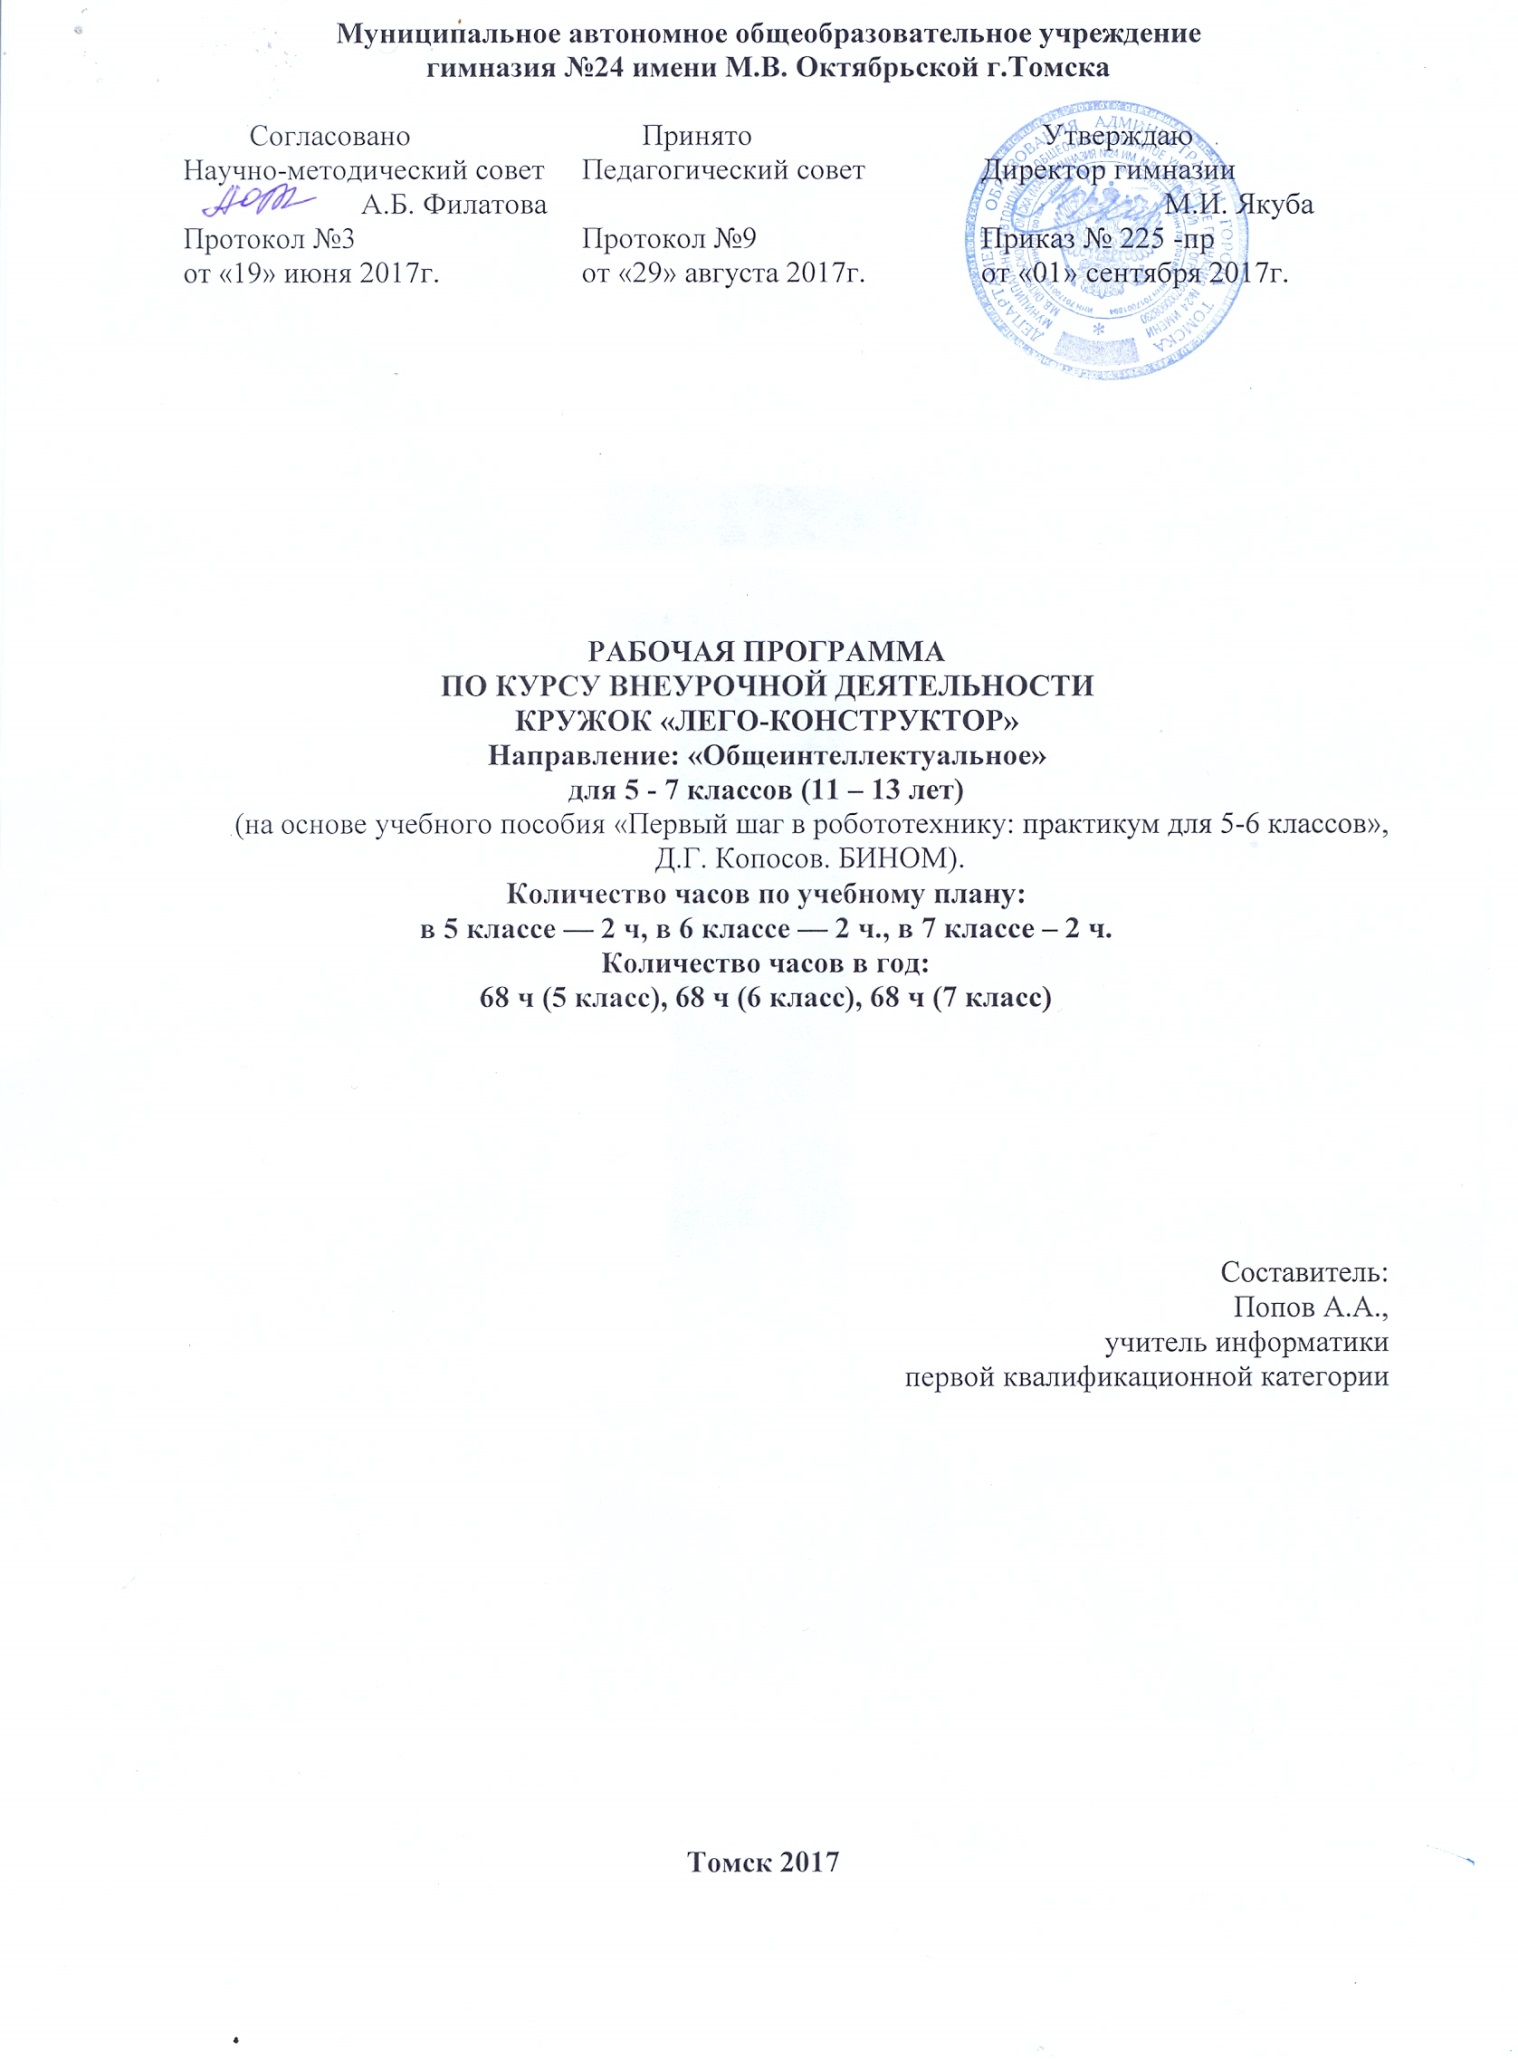 Муниципальное автономное общеобразовательное учреждение
гимназия №24 имени М.В. Октябрьской г.Томска
Согласовано
Научно-методический совет
А.Б. Филатова
Протокол №3
от «19» июня 2017г.
Принято
Педагогический совет
Протокол №9
от «29» августа 2017г.
Утверждаю
Директор гимназии
М.И. Якуба
Приказ № 225 -пр
от «01» сентября 2017г.
ДЕПАРТАМЕНТ ОБРАЗОВАНИЯ АДМИНИСТРАЦИИ ГОРОДА ТОМСКА
РАБОЧАЯ ПРОГРАММА
ПО КУРСУ ВНЕУРОЧНОЙ ДЕЯТЕЛЬНОСТИ
КРУЖОК «ЛЕГО-КОНСТРУКТОР»
Направление: «Общеинтеллектуальное»
для 5 - 7 классов (11 – 13 лет)
(на основе учебного пособия «Первый шаг в робототехнику: практикум для 5-6 классов»,
Д.Г. Копосов. БИНОМ).
Количество часов по учебному плану:
в 5 классе — 2 ч, в 6 классе — 2 ч., в 7 классе – 2 ч.
Количество часов в год:
68 ч (5 класс), 68 ч (6 класс), 68 ч (7 класс)
Составитель:
Попов А.А.,
учитель информатики
первой квалификационной категории
Томск 2017